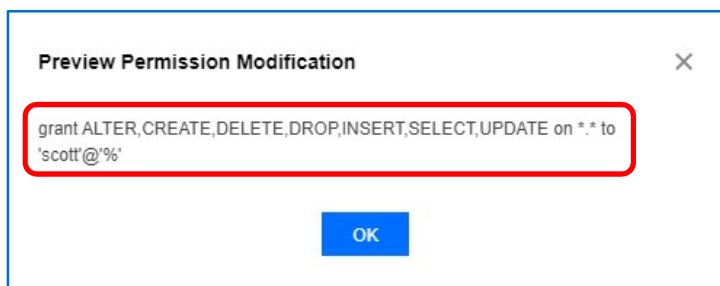 Preview Permission Modification
grant ALTER,CREATE,DELETE,DROP,INSERT,SELECT,UPDATE on *.* to
'scott'@'%'
OK